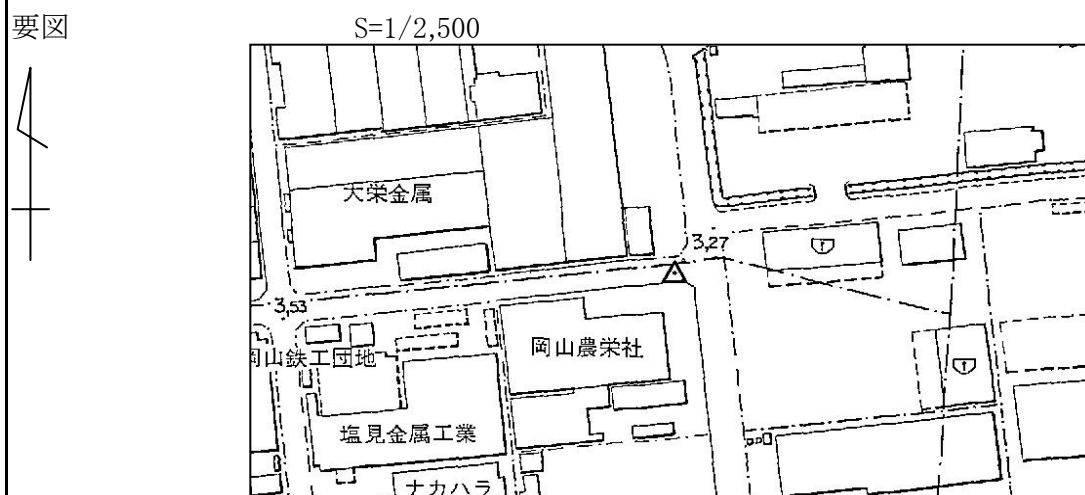 要図
S=1/2,500
大栄金属
3,27
3,53
岡山農栄社
岡山鉄工団地
塩見金属工業
ナカハラ